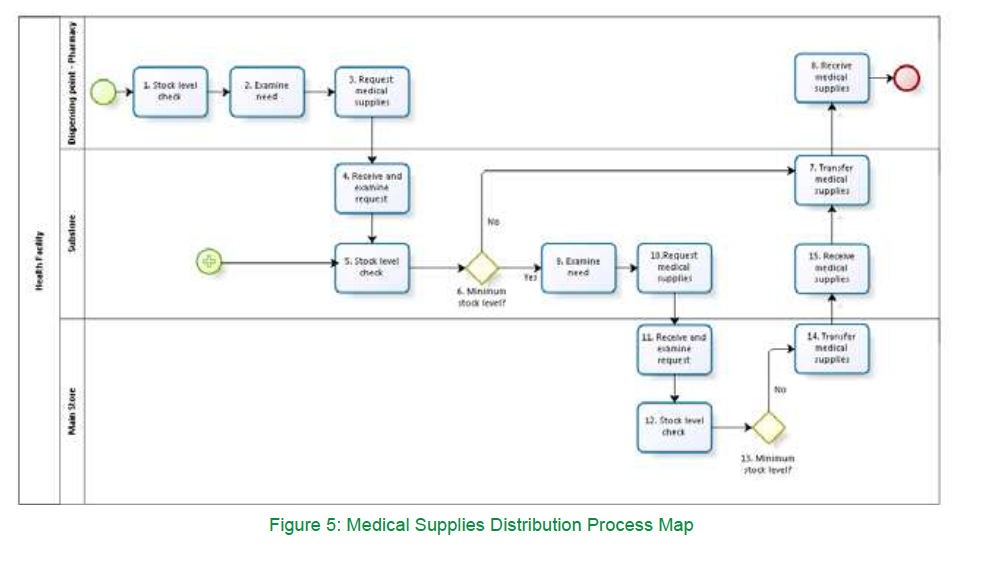 Health Facility
Dispensing point - Pharmacy
1. Stock level
check
2. Examine
need
3. Request
medical
supplies
8. Receive
medical
supplies
Substore
4. Receive and
examine
request
5. Stock level
check
No
6. Minimum
stock level?
Yes
9. Examine
need
10.Request
medical
supplies
7. Transfer
medical
supplies
15. Receive
medical
supplies
Main Store
11. Receive and
examine
request
12. Stock level
check
13. Minimum
stock level?
No
14. Transfer
medical
supplies
Figure 5: Medical Supplies Distribution Process Map